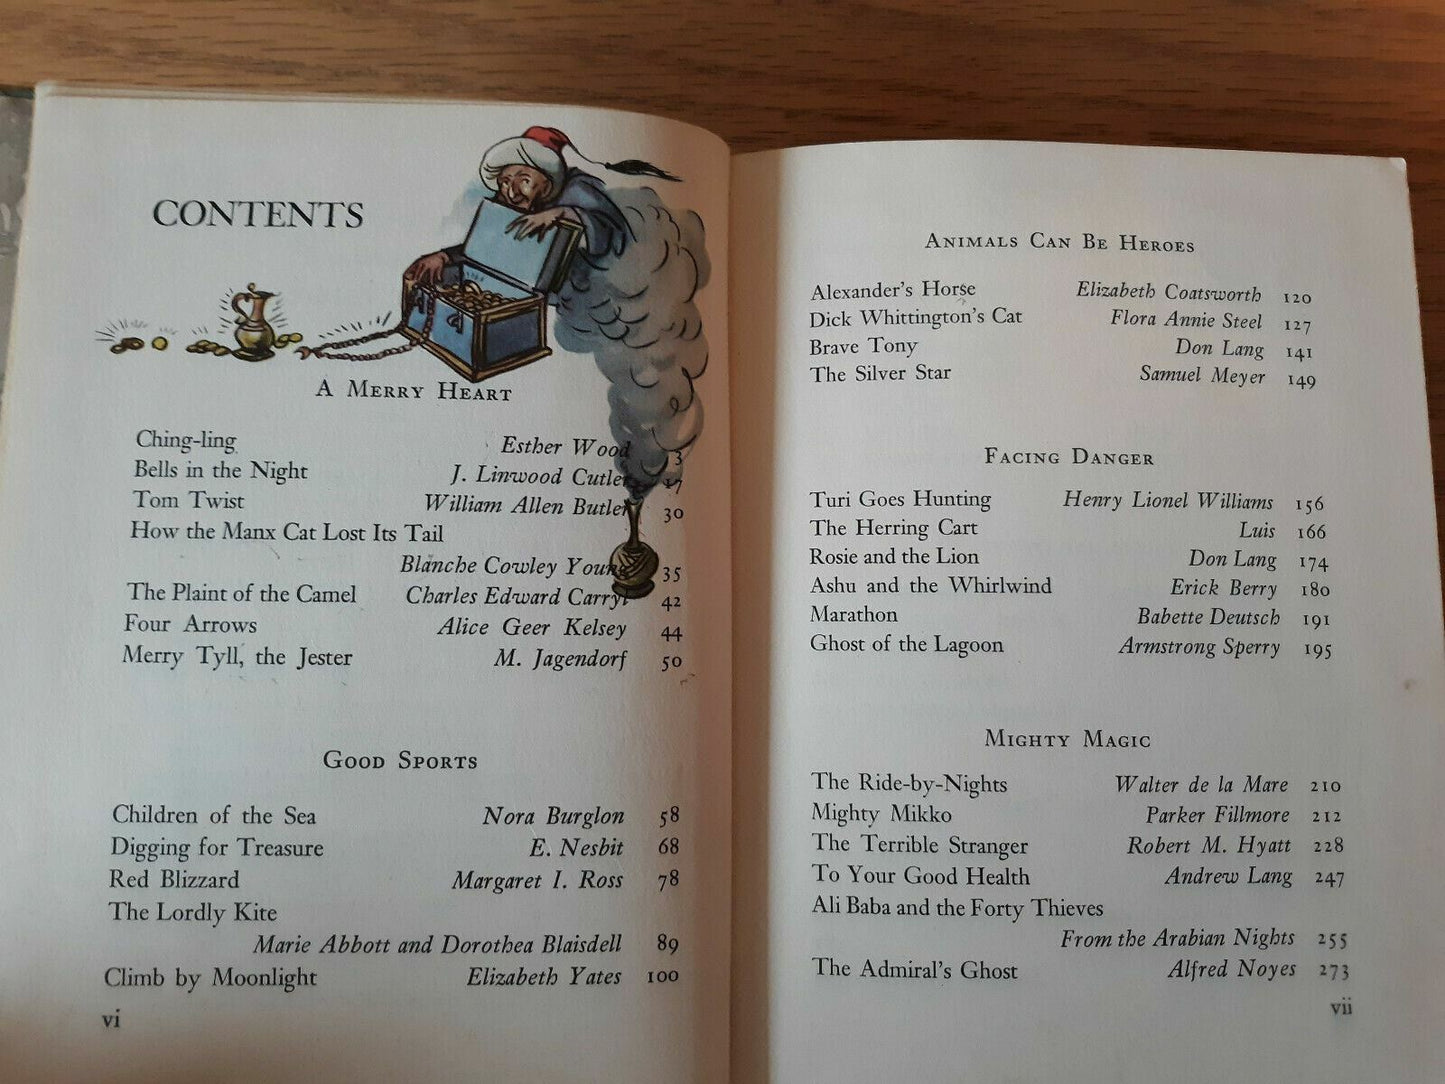 CONTENTS
A MERRY HEART
Ching-ling Esther Wood 3
Bells in the Night J. Linwood Cutler 17
Tom Twist William Allen Butler 30
How the Manx Cat Lost Its Tail
Blanche Cowley Young 35
The Plaint of the Camel Charles Edward Carryl 42
Four Arrows Alice Geer Kelsey 44
Merry Tyll, the Jester M. Jagendorf 50
GOOD SPORTS
Children of the Sea Nora Burglon 58
Digging for Treasure E. Nesbit 68
Red Blizzard Margaret I. Ross 78
The Lordly Kite
Marie Abbott and Dorothea Blaisdell 89
Climb by Moonlight Elizabeth Yates 100
vi
ANIMALS CAN BE HEROES
Alexander's Horse Elizabeth Coatsworth 120
Dick Whittington's Cat Flora Annie Steel 127
Brave Tony Don Lang 141
The Silver Star Samuel Meyer 149
FACING DANGER
Turi Goes Hunting Henry Lionel Williams 156
The Herring Cart Luis 166
Rosie and the Lion Don Lang 174
Ashu and the Whirlwind Erick Berry 180
Marathon Babette Deutsch 191
Ghost of the Lagoon Armstrong Sperry 195
MIGHTY MAGIC
The Ride-by-Nights Walter de la Mare 210
Mighty Mikko Parker Fillmore 212
The Terrible Stranger Robert M. Hyatt 228
To Your Good Health Andrew Lang 247
Ali Baba and the Forty Thieves
From the Arabian Nights 255
The Admiral's Ghost Alfred Noyes 273
vii